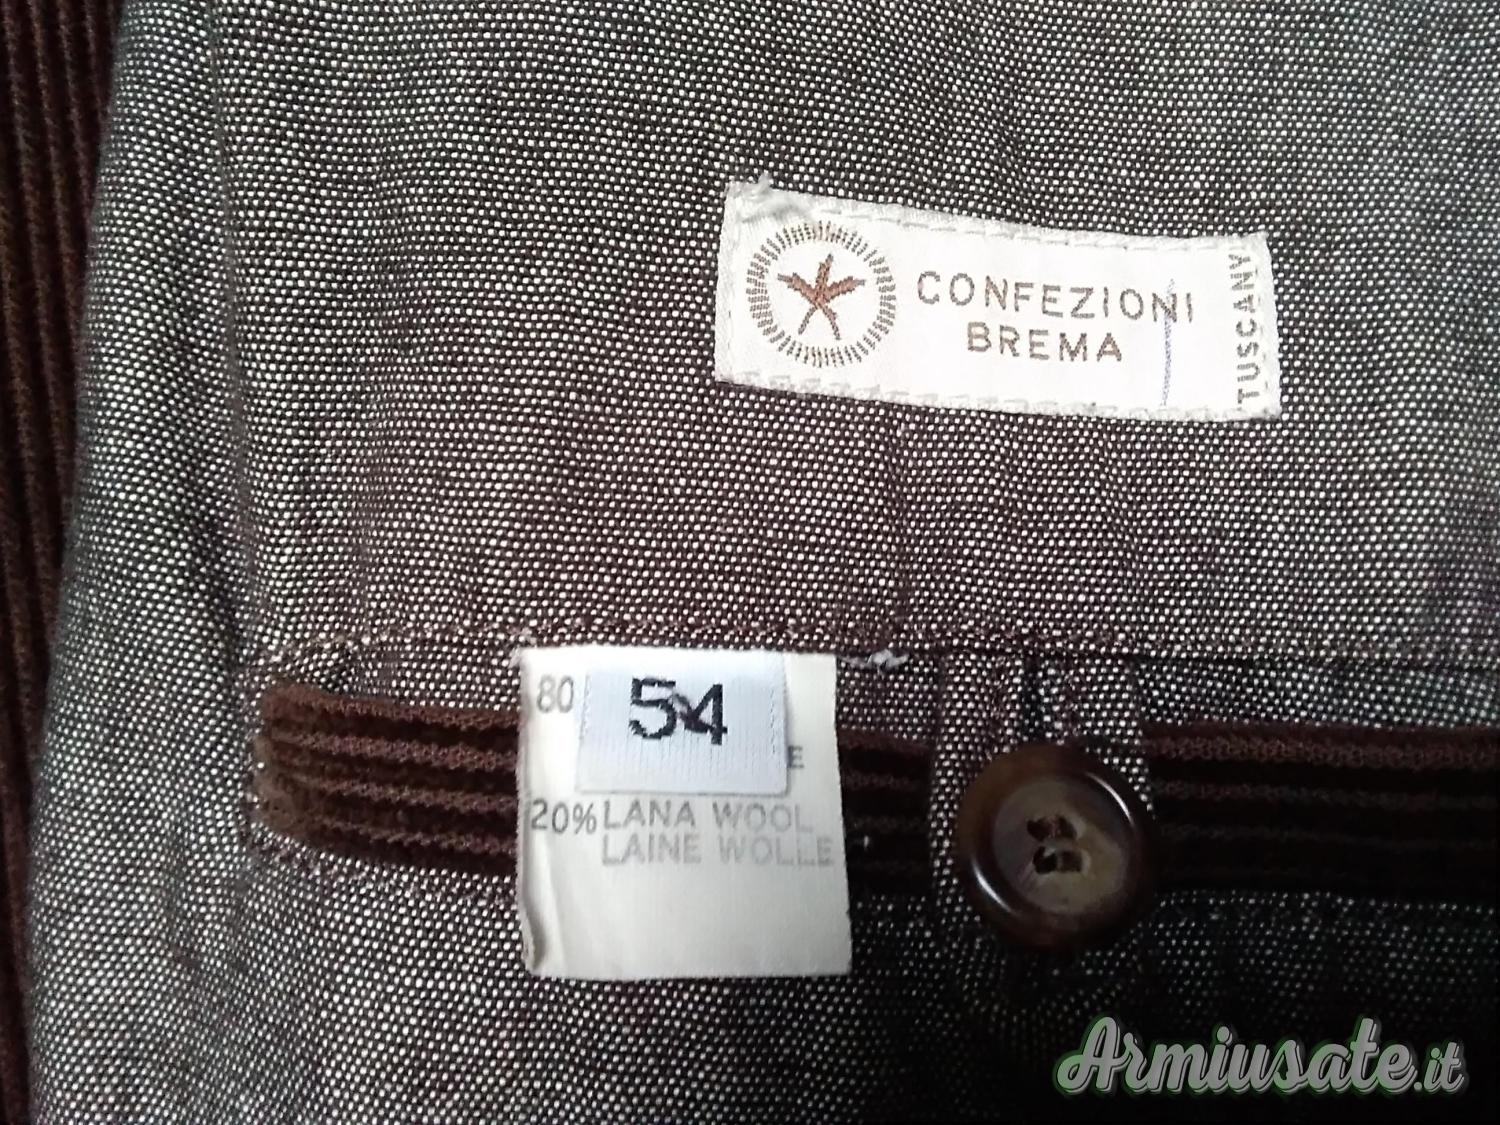 CONFEZIONI
BREMA
TUSCANY
80
54
E
20% LANA WOOL
LAINE WOLLE
Armiusate.it